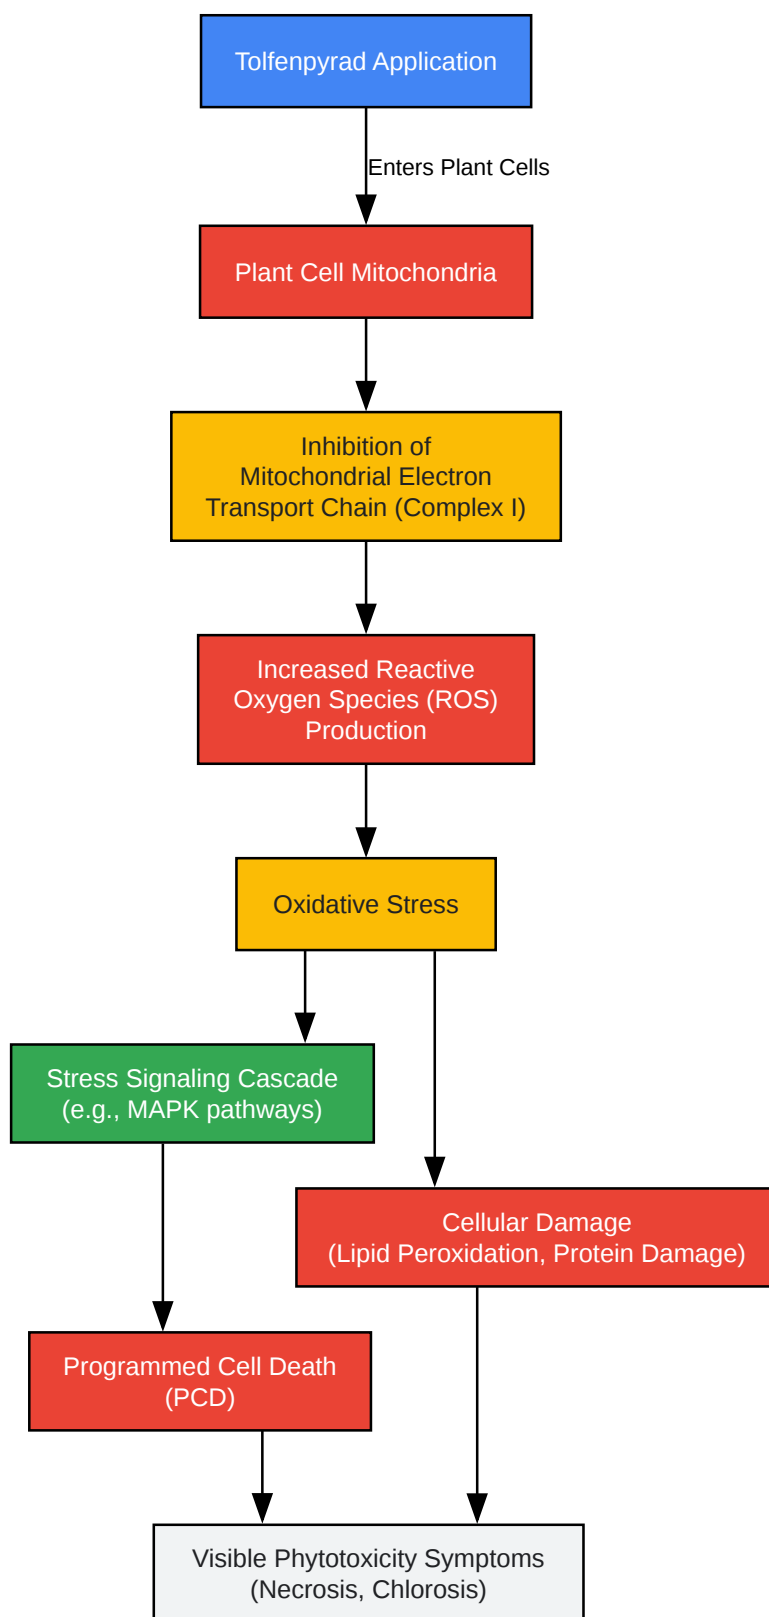 Tolfenpyrad Application
Enters Plant Cells
Plant Cell Mitochondria
Inhibition of
Mitochondrial Electron
Transport Chain (Complex I)
Increased Reactive
Oxygen Species (ROS)
Production
Oxidative Stress
Stress Signaling Cascade
(e.g., MAPK pathways)
Cellular Damage
(Lipid Peroxidation, Protein Damage)
Programmed Cell Death
(PCD)
Visible Phytotoxicity Symptoms
(Necrosis, Chlorosis)